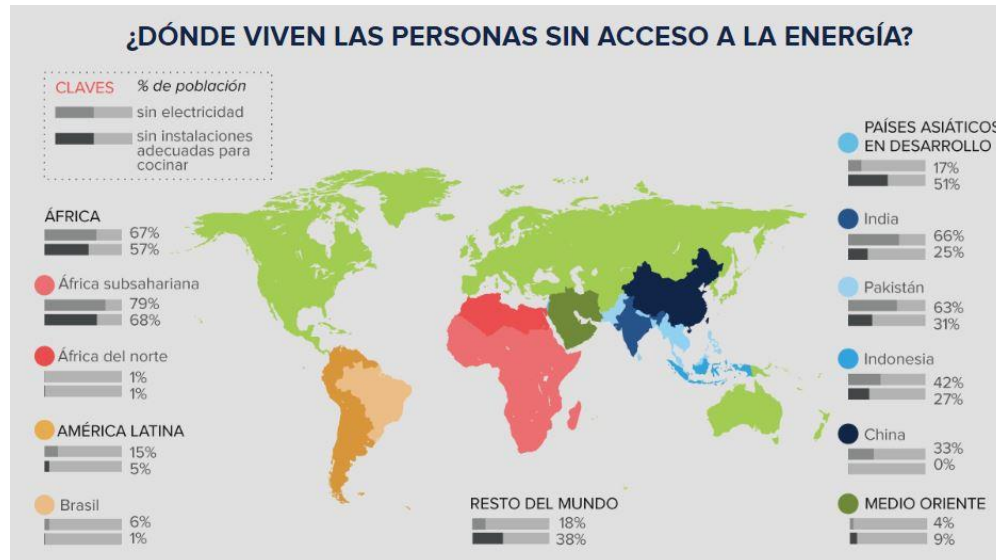 ¿DÓNDE VIVEN LAS PERSONAS SIN ACCESO A LA ENERGÍA?
CLAVES % de población
sin electricidad
sin instalaciones
adecuadas para
cocinar
ÁFRICA
67%
57%
África subsahariana
79%
68%
África del norte
1%
1%
AMÉRICA LATINA
15%
5%
Brasil
6%
1%
RESTO DEL MUNDO
18%
38%
PAÍSES ASIÁTICOS
EN DESARROLLO
17%
51%
India
66%
25%
Pakistán
63%
31%
Indonesia
42%
27%
China
33%
0%
MEDIO ORIENTE
4%
9%